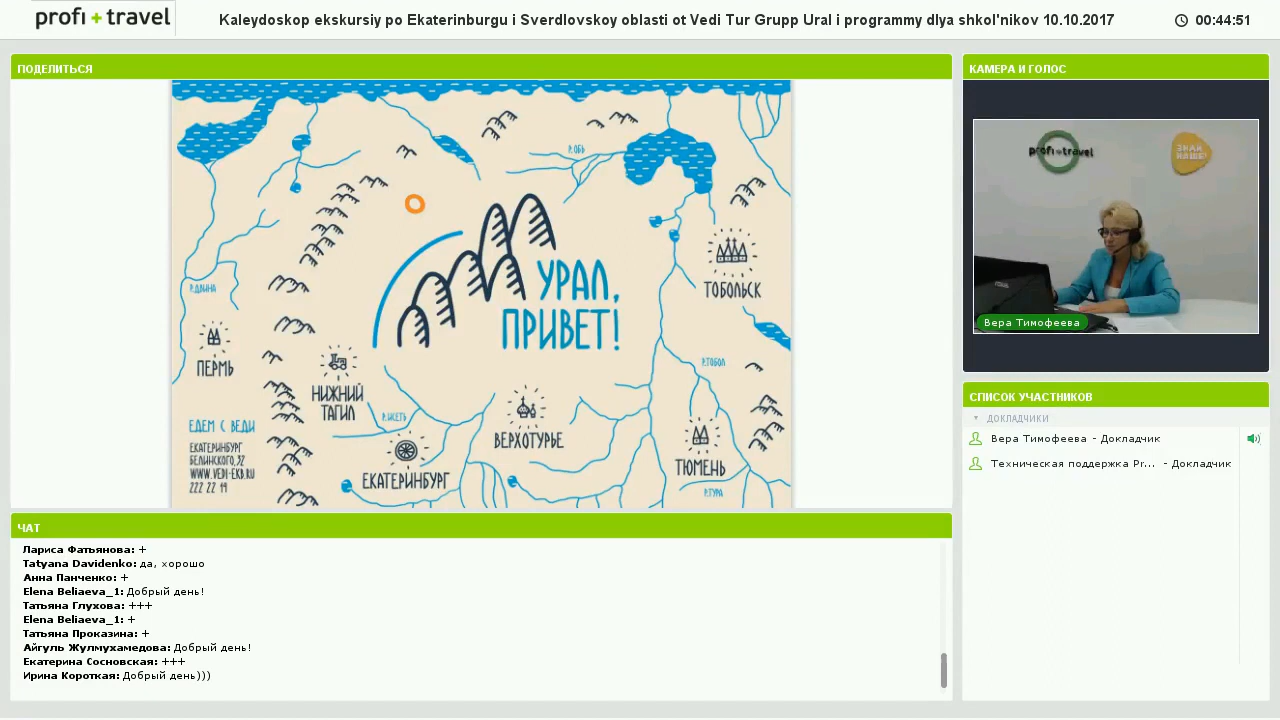 profi + travel
Kaleydoskop ekskursiy po Ekaterinburgu i Sverdlovskoy oblasti ot Vedi Tur Grupp Ural i programmy dlya shkol'nikov 10.10.2017
00:44:51
ПОДЕЛИТЬСЯ
Р.ОБЬ
УРАЛ,
ПРИВЕТ!
ТОБОЛЬСК
Р.ДВИНА
ПЕРМЬ
НИЖНИЙ
ТАГИЛ
Р.ТОБОЛ
Р.ИСЕТЬ
ВЕРХОТУРЬЕ
ЕДЕМ С ВЕДИ
ЕКАТЕРИНБУРГ
БЕЛИНСКОГО, 32
WWW.VEDI-EKB.RU
222 22 19
ЕКАТЕРИНБУРГ
ТЮМЕНЬ
Р.ТУРА
КАМЕРА И ГОЛОС
profi travel
ЗНАЙ
НАШЕ!
Вера Тимофеева
СПИСОК УЧАСТНИКОВ
ДОКЛАДЧИКИ
Вера Тимофеева - Докладчик
Техническая поддержка Pr... - Докладчик
ЧАТ
Лариса Фатьянова: +
Tatyana Davidenko: да, хорошо
Анна Панченко: +
Elena Beliaeva_1: Добрый день!
Татьяна Глухова: +++
Elena Beliaeva_1: +
Татьяна Проказина: +
Айгуль Жулмухамедова: Добрый день!
Екатерина Сосновская: +++
Ирина Короткая: Добрый день)))